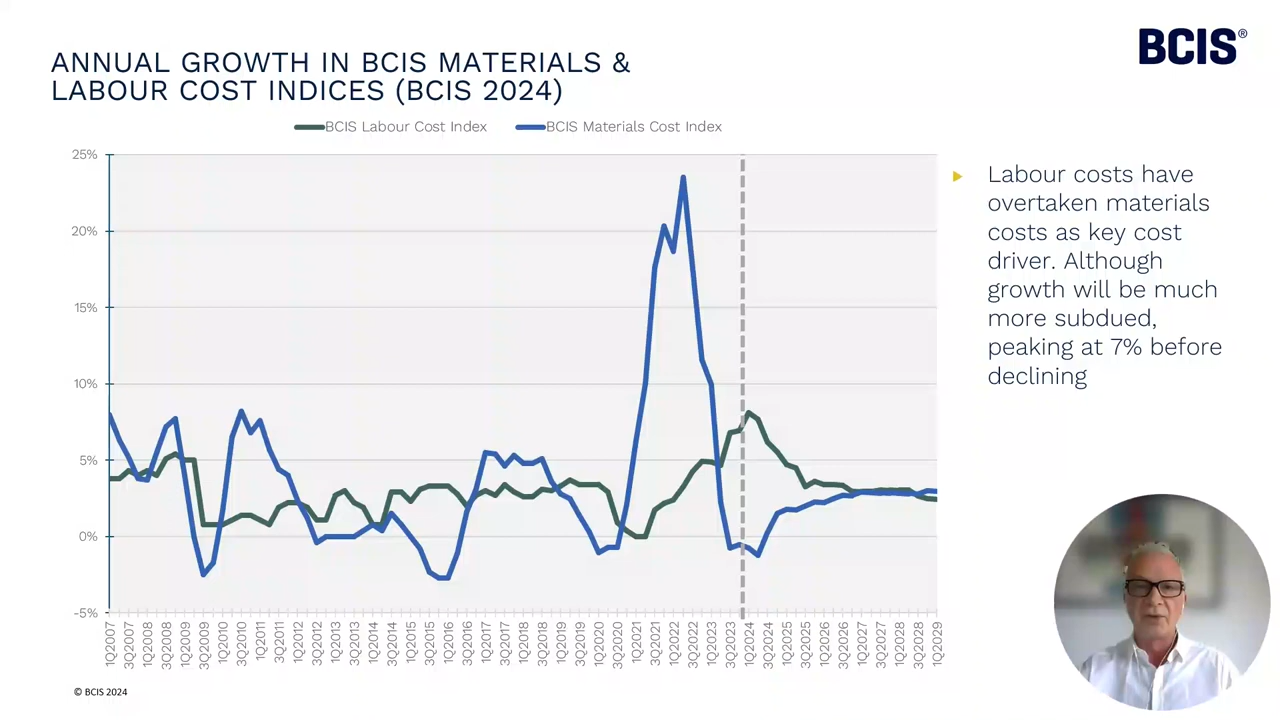 BCIS®
ANNUAL GROWTH IN BCIS MATERIALS &
LABOUR COST INDICES (BCIS 2024)
BCIS Labour Cost Index
BCIS Materials Cost Index
25%
20%
15%
10%
5%
0%
-5%
1Q2007
3Q2007
1Q2008
3Q2008
1Q2009
3Q2009
1Q2010
3Q2010
1Q2011
3Q2011
1Q2012
3Q2012
1Q2013
3Q2013
1Q2014
3Q2014
1Q2015
3Q2015
1Q2016
3Q2016
1Q2017
3Q2017
1Q2018
3Q2018
1Q2019
3Q2019
1Q2020
3Q2020
1Q2021
3Q2021
1Q2022
3Q2022
1Q2023
3Q2023
1Q2024
3Q2024
1Q2025
3Q2025
1Q2026
3Q2026
1Q2027
3Q2027
1Q2028
3Q2028
1Q2029
Labour costs have
overtaken materials
costs as key cost
driver. Although
growth will be much
more subdued,
peaking at 7% before
declining
© BCIS 2024